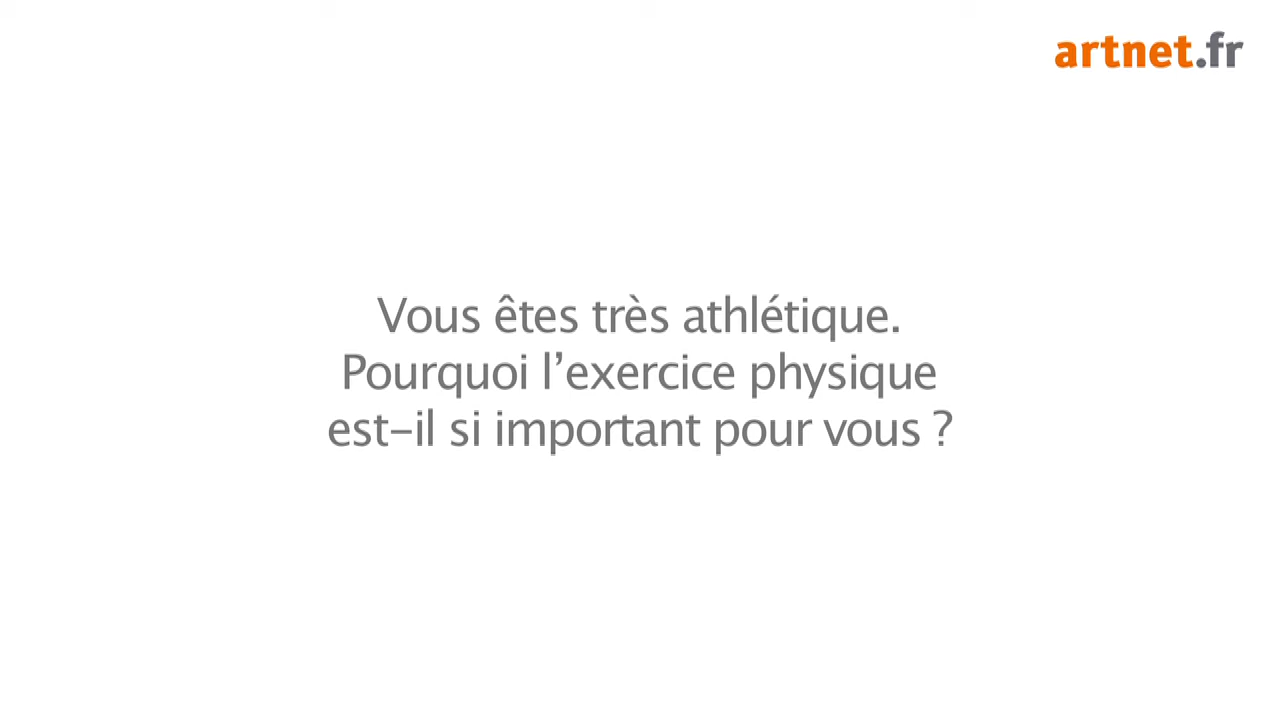 artnet.fr
Vous êtes très athlétique.
Pourquoi l’exercice physique
est-il si important pour vous ?